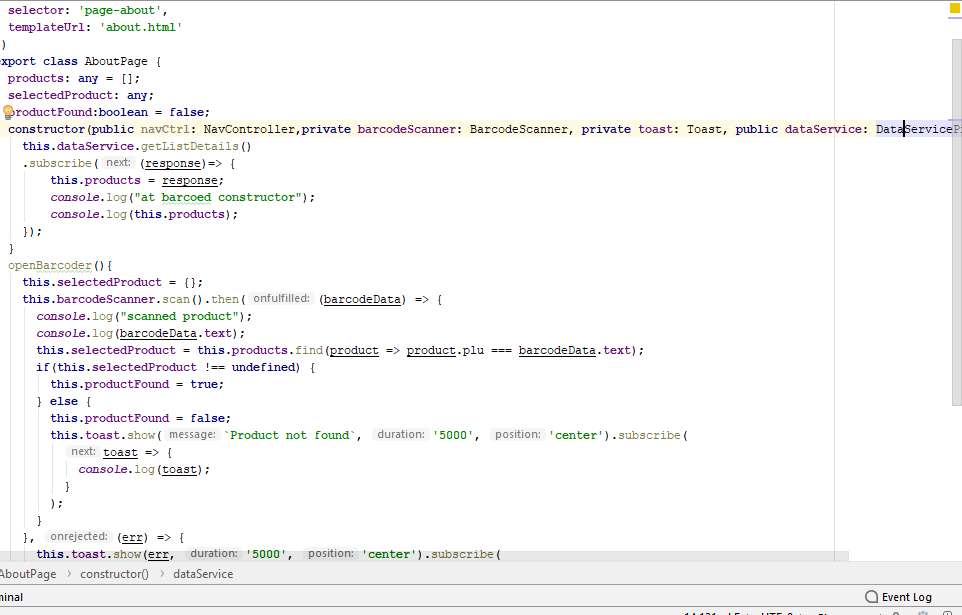 selector: 'page-about',
templateUrl: 'about.html'
)
xport class AboutPage {
products: any = [];
selectedProduct: any;
productFound:boolean = false;
constructor(public navCtrl: NavController,private barcodeScanner: BarcodeScanner, private toast: Toast, public dataService: DataServiceP
this.dataService.getListDetails()
.subscribe( next: (response)=> {
this.products = response;
console.log("at barcoed constructor");
console.log(this.products);
});
}
openBarcoder(){
this.selectedProduct = {};
this.barcodeScanner.scan().then( onfulfilled: (barcodeData) => {
console.log("scanned product");
console.log(barcodeData.text);
this.selectedProduct = this.products.find(product => product.plu === barcodeData.text);
if(this.selectedProduct !== undefined) {
this.productFound = true;
} else {
this.productFound = false;
this.toast.show( message: `Product not found`, duration: '5000', position: 'center').subscribe(
next: toast => {
console.log(toast);
}
);
}
}, onrejected: (err) => {
this.toast.show(err, duration: '5000', position: 'center').subscribe(
AboutPage > constructor() > dataService
minal Event Log